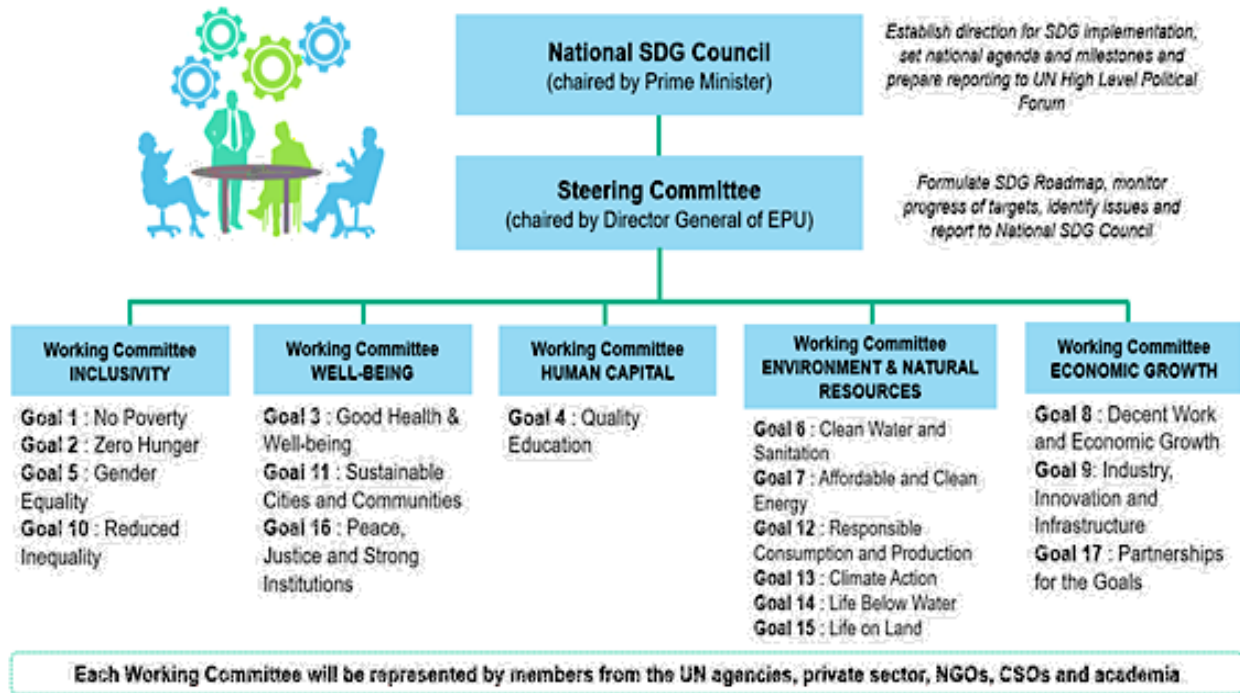 National SDG Council
(chaired by Prime Minister)
Establish direction for SDG implementation,
set national agenda and milestones and
prepare reporting to UN High Level Political
Forum
Steering Committee
(chaired by Director General of EPU)
Formulate SDG Roadmap, monitor
progress of targets, identify issues and
report to National SDG Council
Working Committee
INCLUSIVITY
Goal 1 : No Poverty
Goal 2 : Zero Hunger
Goal 5 : Gender
Equality
Goal 10 : Reduced
Inequality
Working Committee
WELL-BEING
Goal 3 : Good Health &
Well-being
Goal 11 : Sustainable
Cities and Communities
Goal 16 : Peace,
Justice and Strong
Institutions
Working Committee
HUMAN CAPITAL
Goal 4 : Quality
Education
Working Committee
ENVIRONMENT & NATURAL
RESOURCES
Goal 6 : Clean Water and
Sanitation
Goal 7 : Affordable and Clean
Energy
Goal 12 : Responsible
Consumption and Production
Goal 13 : Climate Action
Goal 14 : Life Below Water
Goal 15 : Life on Land
Working Committee
ECONOMIC GROWTH
Goal 8 : Decent Work
and Economic Growth
Goal 9: Industry,
Innovation and
Infrastructure
Goal 17 : Partnerships
for the Goals
Each Working Committee will be represented by members from the UN agencies, private sector, NGOs, CSOs and academia